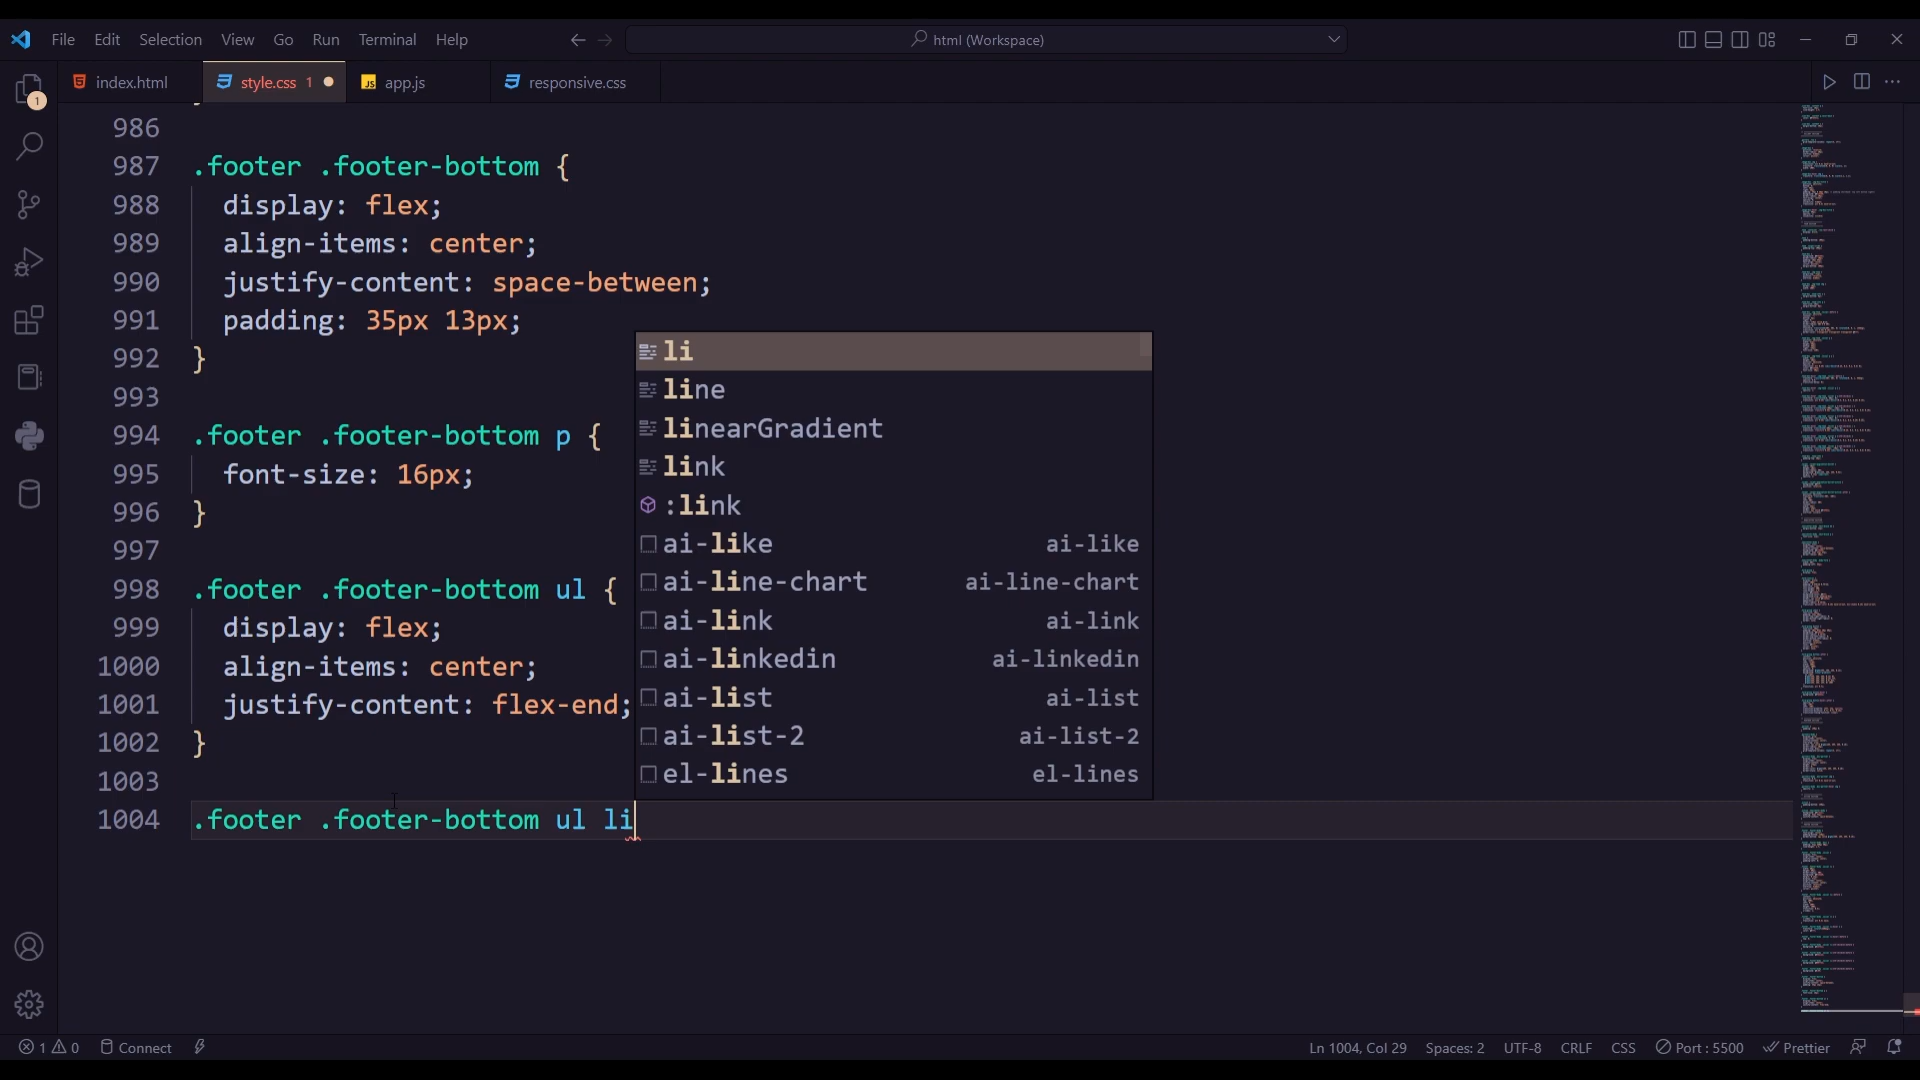 File Edit Selection View Go Run Terminal Help
html (Workspace)
index.html
style.css 1
app.js
responsive.css
1
986
987 .footer .footer-bottom {
988 display: flex;
989 align-items: center;
990 justify-content: space-between;
991 padding: 35px 13px;
992 }
993
994 .footer .footer-bottom p {
995 font-size: 16px;
996 }
997
998 .footer .footer-bottom ul {
999 display: flex;
1000 align-items: center;
1001 justify-content: flex-end;
1002 }
1003
1004 .footer .footer-bottom ul li
li
line
linearGradient
link
:link
ai-like ai-like
ai-line-chart ai-line-chart
ai-link ai-link
ai-linkedin ai-linkedin
ai-list ai-list
ai-list-2 ai-list-2
el-lines el-lines
1 0 Connect
Ln 1004, Col 29 Spaces: 2 UTF-8 CRLF CSS Port : 5500 Prettier